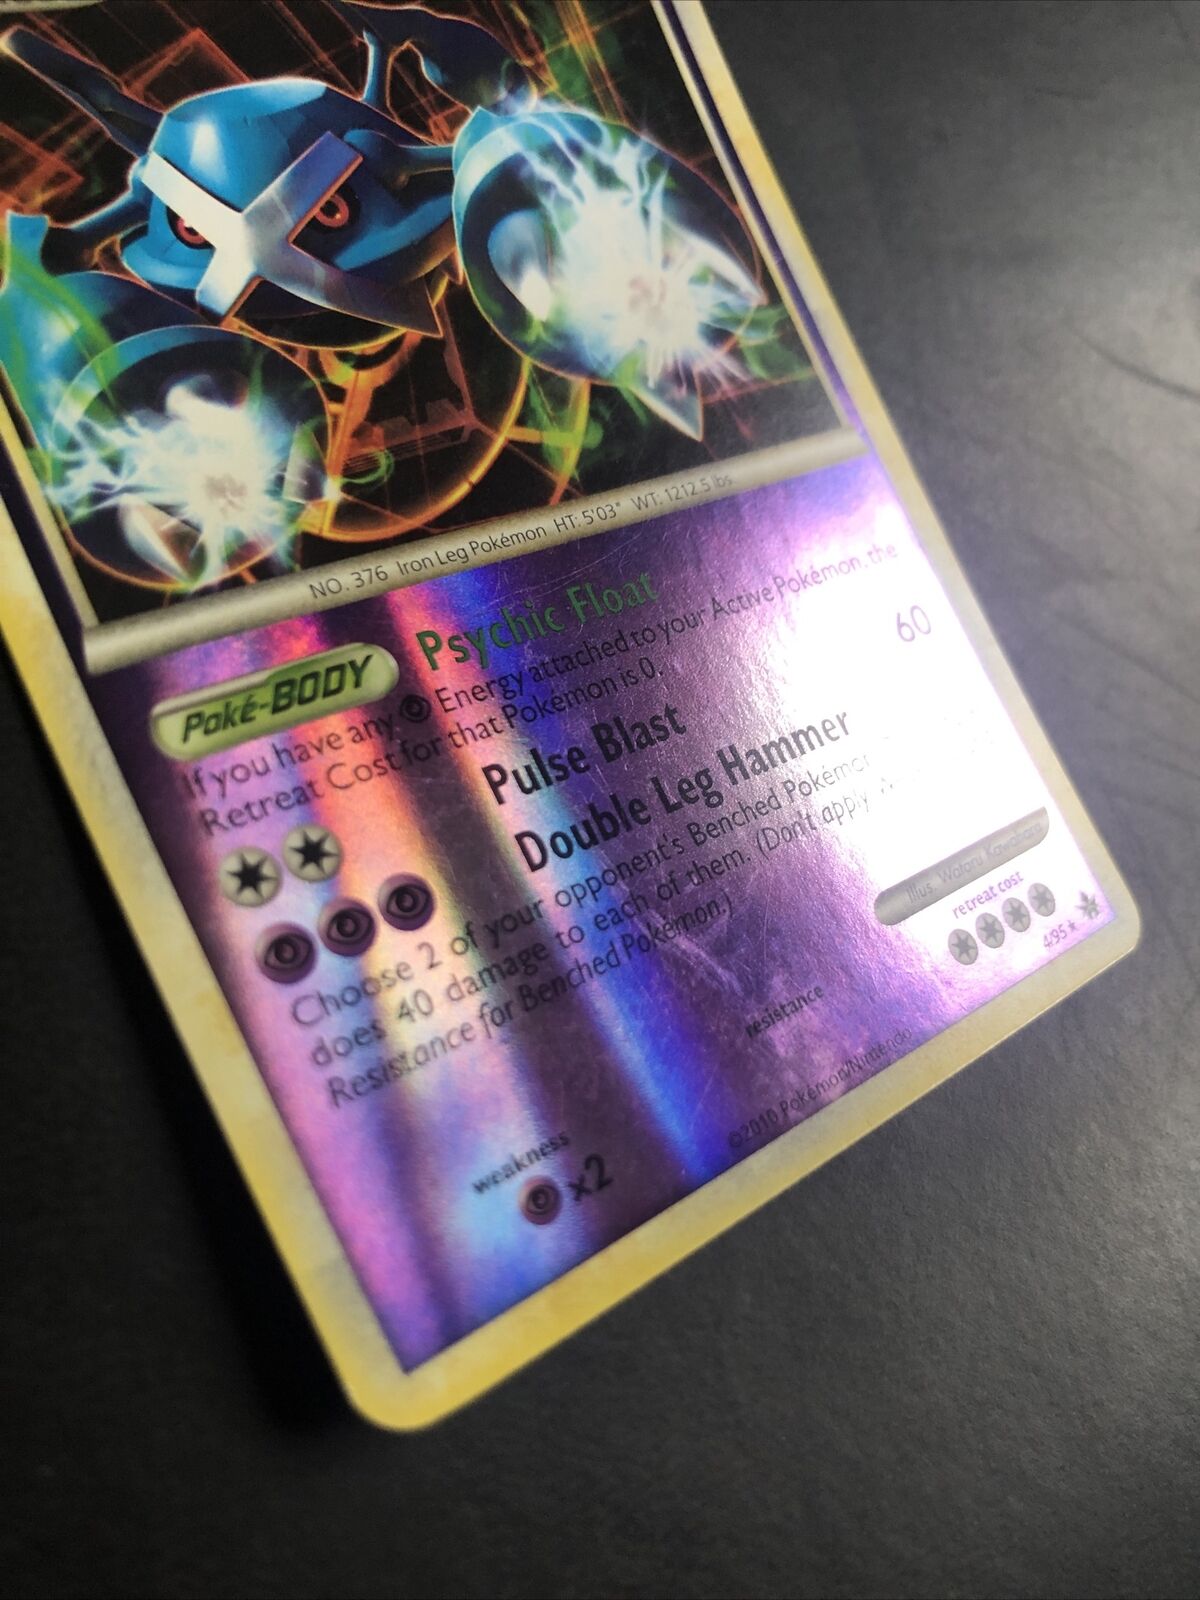 NO. 376 Iron Leg Pokémon HT: 5'03" WT: 1212.5 lbs
Poké-BODY Psychic Float
If you have any Energy attached to your Active Pokémon, the
Retreat Cost for that Pokémon is 0.
Pulse Blast 60
Double Leg Hammer
Choose 2 of your opponent's Benched Pokémon
does 40 damage to each of them. (Don't apply
Resistance for Benched Pokémon.)
Illus. Wataru Kawahara
weakness
x2
resistance
retreat cost
©2010 Pokémon/Nintendo
4/95